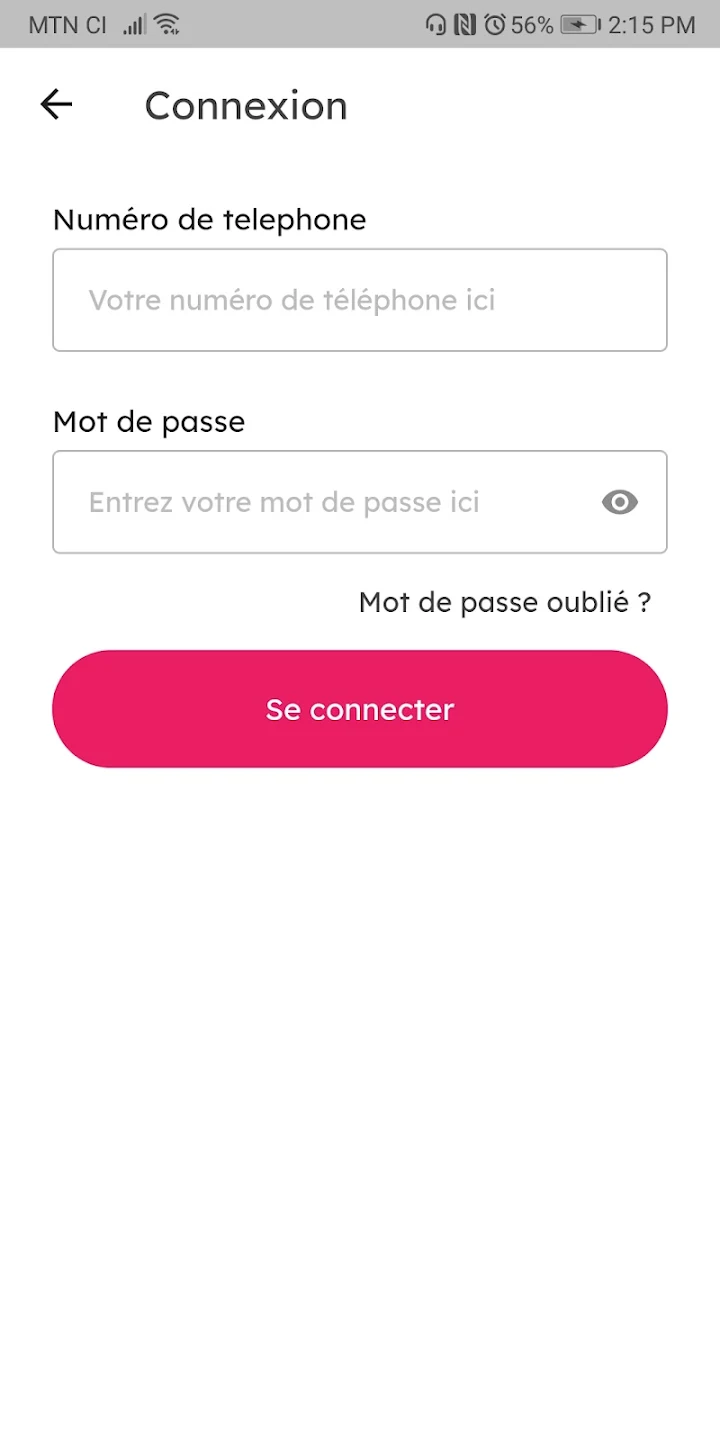 MTN CI 56% 2:15 PM
Connexion
Numéro de telephone
Votre numéro de téléphone ici
Mot de passe
Entrez votre mot de passe ici
Mot de passe oublié ?
Se connecter